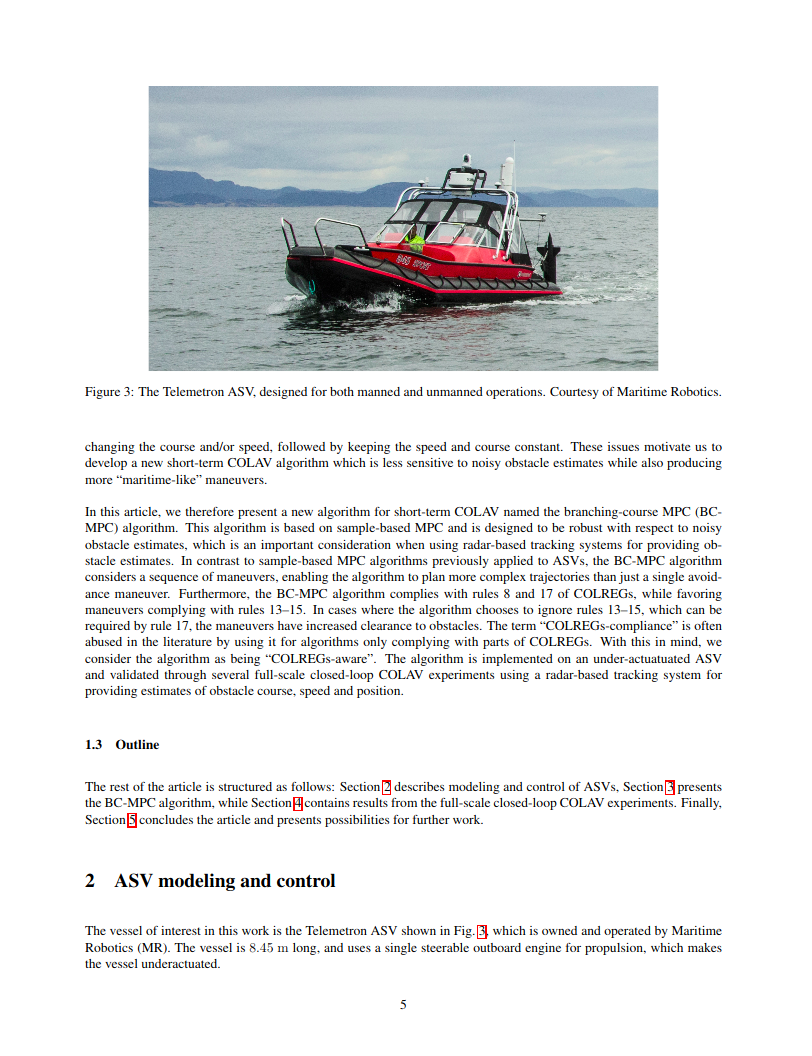 Figure 3: The Telemetron ASV, designed for both manned and unmanned operations. Courtesy of Maritime Robotics.
changing the course and/or speed, followed by keeping the speed and course constant. These issues motivate us to
develop a new short-term COLAV algorithm which is less sensitive to noisy obstacle estimates while also producing
more “maritime-like” maneuvers.
In this article, we therefore present a new algorithm for short-term COLAV named the branching-course MPC (BC-
MPC) algorithm. This algorithm is based on sample-based MPC and is designed to be robust with respect to noisy
obstacle estimates, which is an important consideration when using radar-based tracking systems for providing ob-
stacle estimates. In contrast to sample-based MPC algorithms previously applied to ASVs, the BC-MPC algorithm
considers a sequence of maneuvers, enabling the algorithm to plan more complex trajectories than just a single avoid-
ance maneuver. Furthermore, the BC-MPC algorithm complies with rules 8 and 17 of COLREGs, while favoring
maneuvers complying with rules 13–15. In cases where the algorithm chooses to ignore rules 13–15, which can be
required by rule 17, the maneuvers have increased clearance to obstacles. The term “COLREGs-compliance” is often
abused in the literature by using it for algorithms only complying with parts of COLREGs. With this in mind, we
consider the algorithm as being “COLREGs-aware”. The algorithm is implemented on an under-actuatuated ASV
and validated through several full-scale closed-loop COLAV experiments using a radar-based tracking system for
providing estimates of obstacle course, speed and position.
1.3 Outline
The rest of the article is structured as follows: Section 2 describes modeling and control of ASVs, Section 3 presents
the BC-MPC algorithm, while Section 4 contains results from the full-scale closed-loop COLAV experiments. Finally,
Section 5 concludes the article and presents possibilities for further work.
2 ASV modeling and control
The vessel of interest in this work is the Telemetron ASV shown in Fig. 3, which is owned and operated by Maritime
Robotics (MR). The vessel is 8.45 m long, and uses a single steerable outboard engine for propulsion, which makes
the vessel underactuated.
5